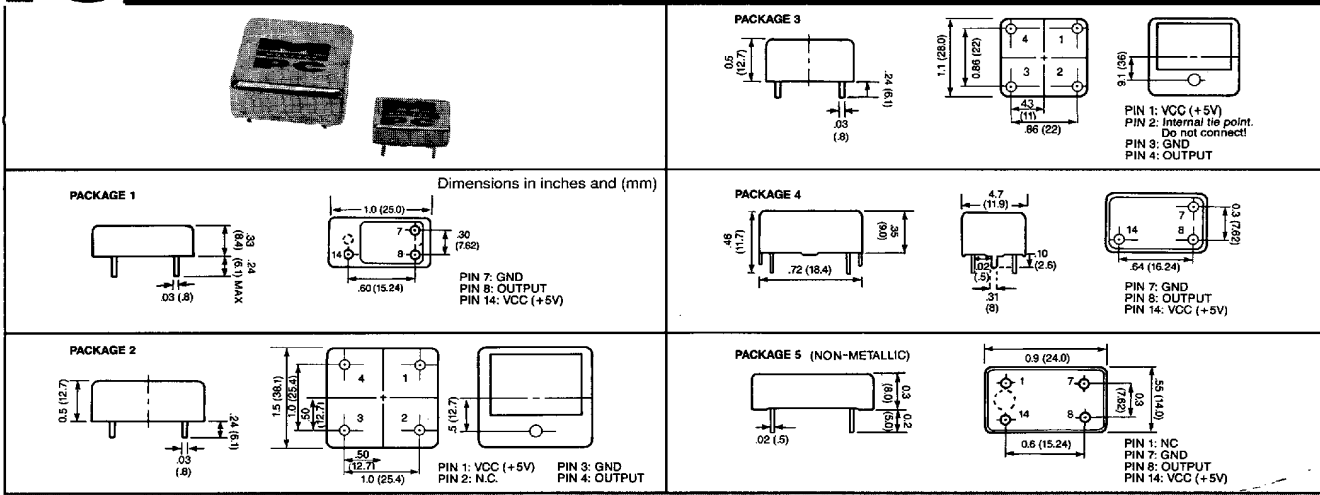 PACKAGE 3
0.5
(12.7)
.24 (6.1)
.03
(.8)
1.1 (28.0)
0.86 (22)
4
1
3
2
.43
(11)
.86 (22)
9.1 (36)
PIN 1: VCC (+5V)
PIN 2: Internal tie point.
Do not connect!
PIN 3: GND
PIN 4: OUTPUT
Dimensions in inches and (mm)
PACKAGE 1
.33
(8.4)
.24
(6.1) MAX
.03 (.8)
1.0 (25.0)
7
14
8
.30
(7.62)
.60 (15.24)
PIN 7: GND
PIN 8: OUTPUT
PIN 14: VCC (+5V)
PACKAGE 4
.46
(11.7)
.35
(9.0)
.72 (18.4)
4.7
(11.9)
.02
(.5)
.10
(2.6)
.31
(8)
7
14
8
0.3
(7.62)
.64 (16.24)
PIN 7: GND
PIN 8: OUTPUT
PIN 14: VCC (+5V)
PACKAGE 2
0.5 (12.7)
.24 (6.1)
.03
(.8)
1.5 (38.1)
1.0 (25.4)
.50
(12.7)
4
1
3
2
.50
(12.7)
1.0 (25.4)
.5 (12.7)
PIN 1: VCC (+5V)
PIN 2: N.C.
PIN 3: GND
PIN 4: OUTPUT
PACKAGE 5 (NON-METALLIC)
0.3
(8.0)
0.2
(5.0)
.02 (.5)
0.9 (24.0)
1
7
14
8
0.3
(7.62)
.55 (14.0)
0.6 (15.24)
PIN 1: NC
PIN 7: GND
PIN 8: OUTPUT
PIN 14: VCC (+5V)